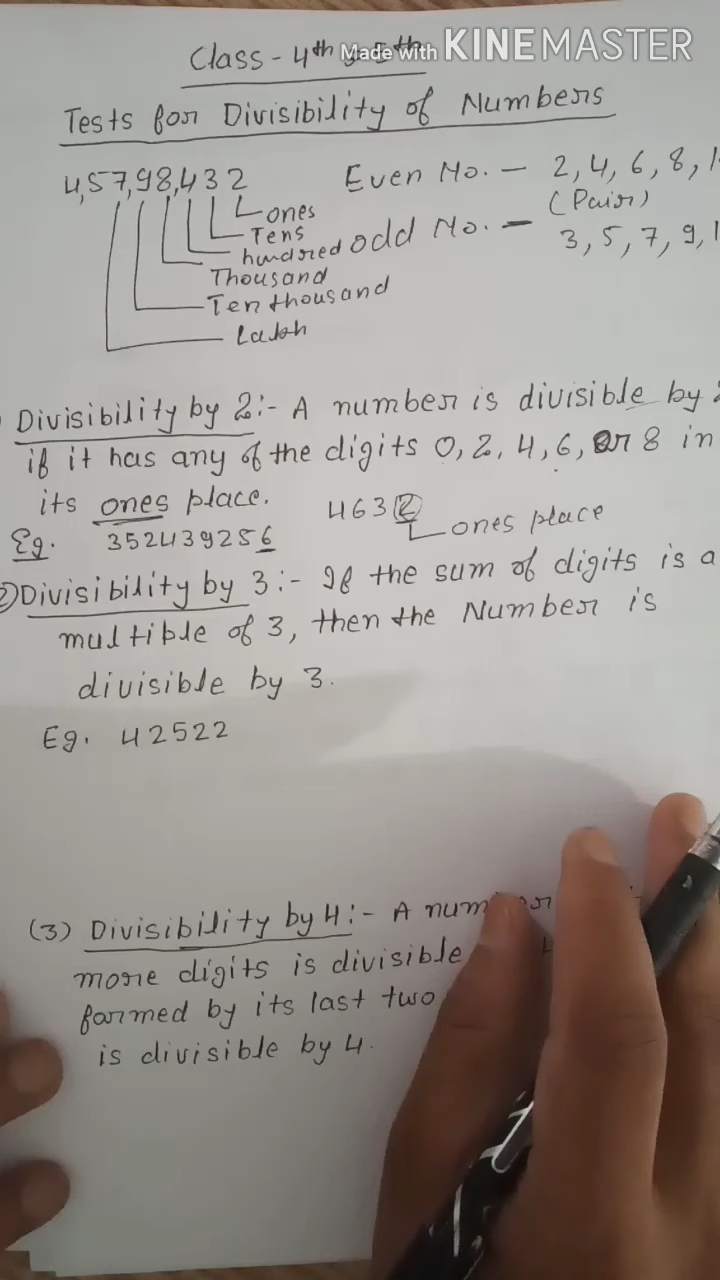 Class - 4th
Made with KINEMASTER
Tests for Divisibility of Numbers
4,57,98,432
Even No. - 2, 4, 6, 8,
(Pair)
ones
Tens
hundred
odd No. - 3, 5, 7, 9,
Thousand
Ten thousand
Lakh
Divisibility by 2:- A number is divisible by 2
if it has any of the digits 0, 2, 4, 6, or 8 in
its ones place.
4632
ones place
Eg. 352439256
2) Divisibility by 3:- If the sum of digits is a
multible of 3, then the Number is
divisible by 3.
Eg. 42522
(3) Divisibility by 4:- A num
more digits is divisible
formed by its last two
is divisible by 4.